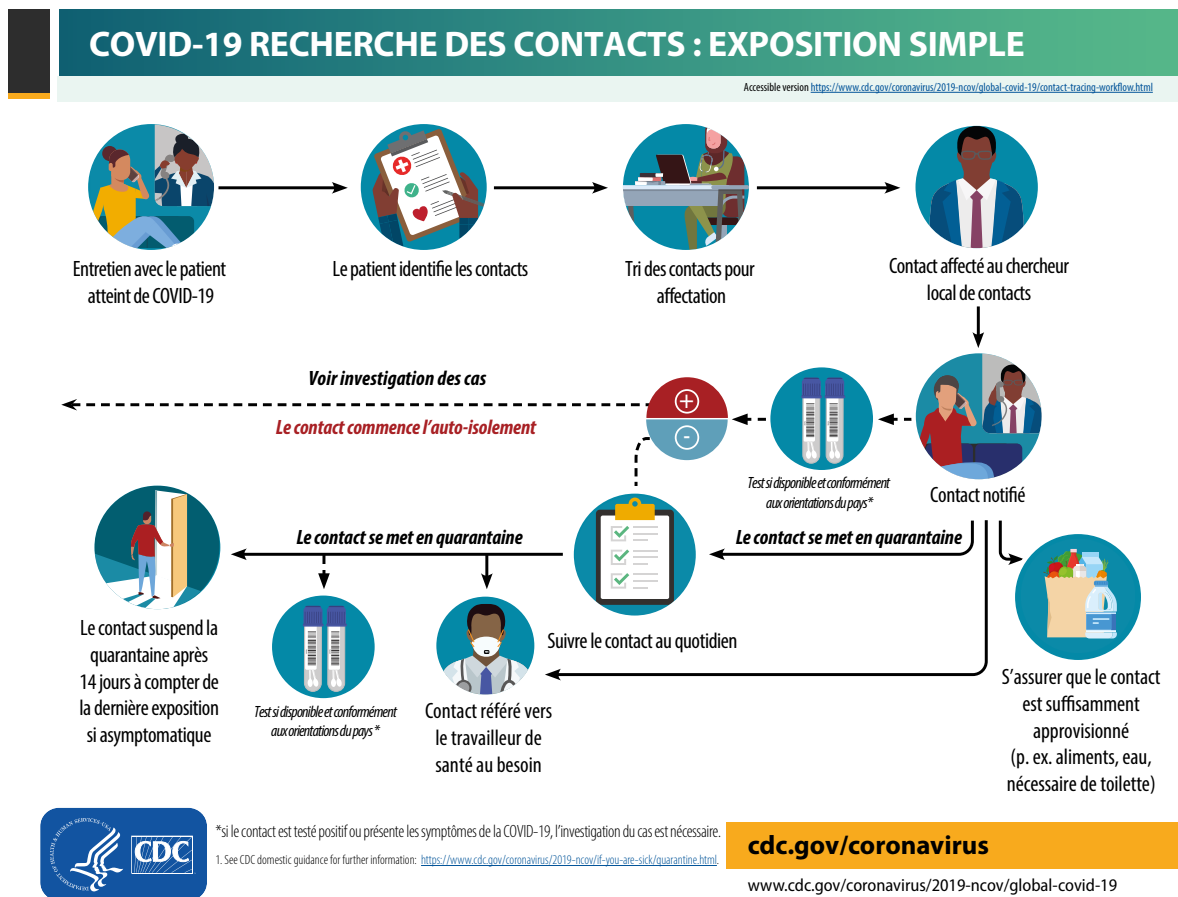 COVID-19 RECHERCHE DES CONTACTS : EXPOSITION SIMPLE
Accessible version https://www.cdc.gov/coronavirus/2019-ncov/global-covid-19/contact-tracing-workflow.html
Entretien avec le patient
atteint de COVID-19
Le patient identifie les contacts
Tri des contacts pour
affectation
Contact affecté au chercheur
local de contacts
Voir investigation des cas
Le contact commence l’auto-isolement
+
-
Test si disponible et conformément
aux orientations du pays*
Contact notifié
Le contact se met en quarantaine
Le contact se met en quarantaine
Le contact suspend la
quarantaine après
14 jours à compter de
la dernière exposition
si asymptomatique
Test si disponible et conformément
aux orientations du pays *
Contact référé vers
le travailleur de
santé au besoin
Suivre le contact au quotidien
S’assurer que le contact
est suffisamment
approvisionné
(p. ex. aliments, eau,
nécessaire de toilette)
DEPARTMENT OF HEALTH & HUMAN SERVICES • USA
CDC
*si le contact est testé positif ou présente les symptômes de la COVID-19, l’investigation du cas est nécessaire.
1. See CDC domestic guidance for further information: https://www.cdc.gov/coronavirus/2019-ncov/if-you-are-sick/quarantine.html.
cdc.gov/coronavirus
www.cdc.gov/coronavirus/2019-ncov/global-covid-19